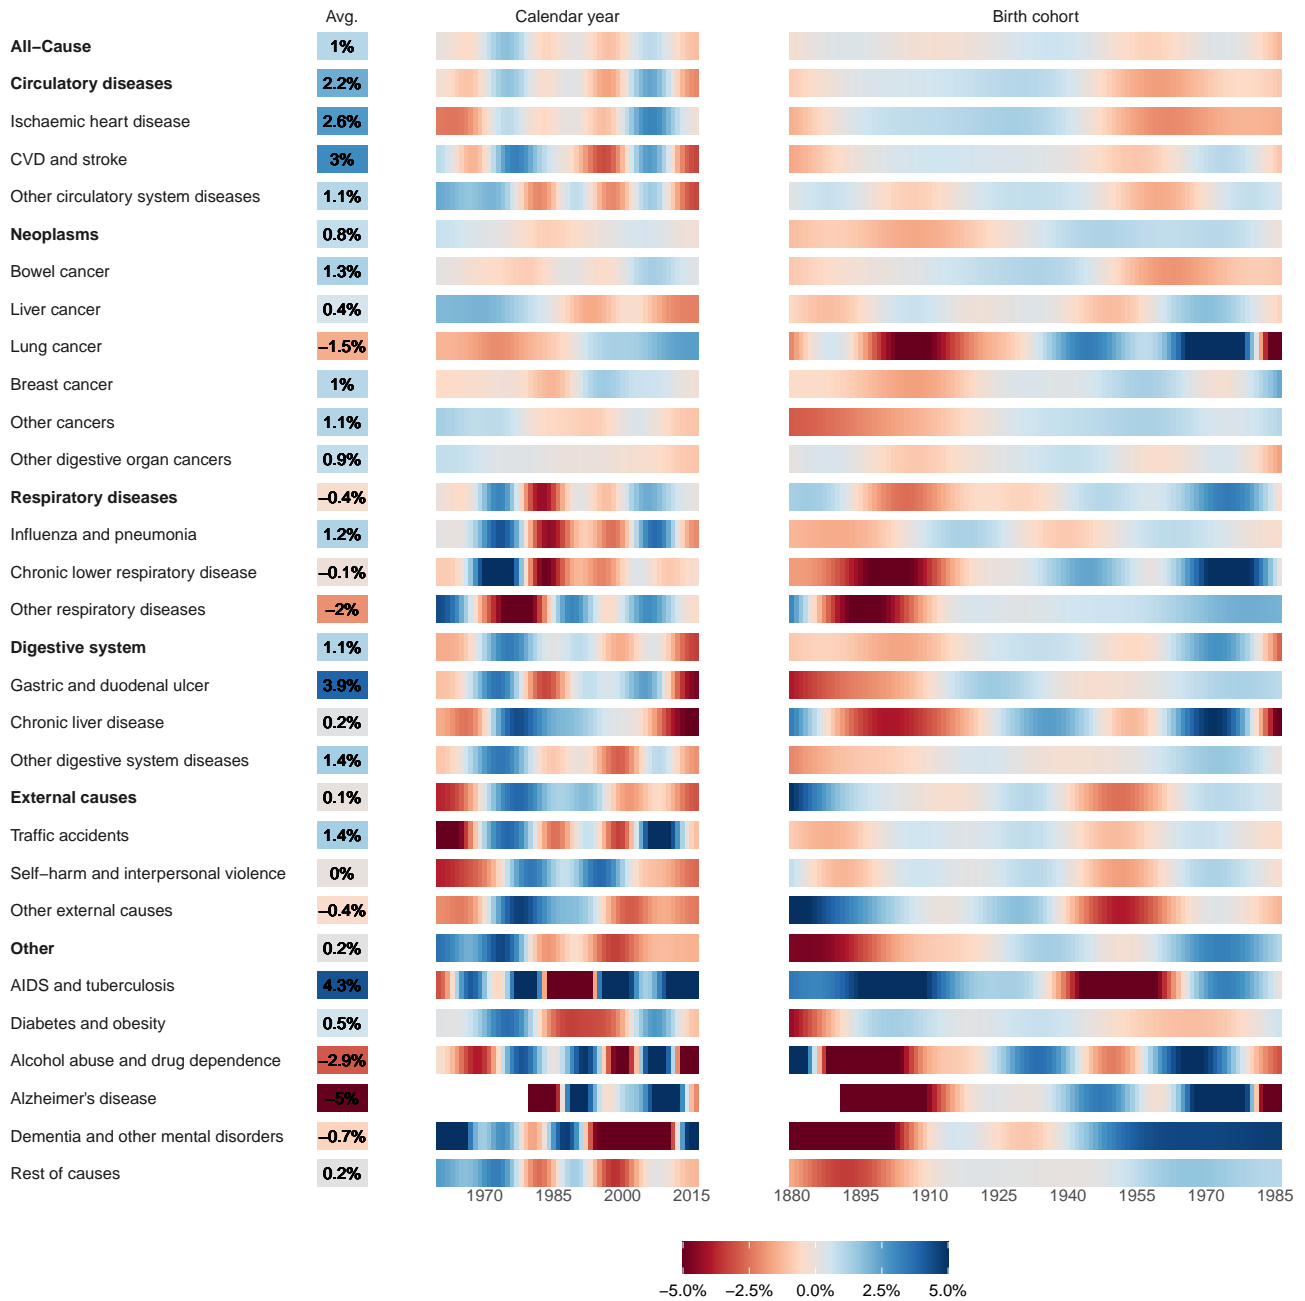 Avg. Calendar year Birth cohort
All−Cause 1%
Circulatory diseases 2.2%
Ischaemic heart disease 2.6%
CVD and stroke 3%
Other circulatory system diseases 1.1%
Neoplasms 0.8%
Bowel cancer 1.3%
Liver cancer 0.4%
Lung cancer −1.5%
Breast cancer 1%
Other cancers 1.1%
Other digestive organ cancers 0.9%
Respiratory diseases −0.4%
Influenza and pneumonia 1.2%
Chronic lower respiratory disease −0.1%
Other respiratory diseases −2%
Digestive system 1.1%
Gastric and duodenal ulcer 3.9%
Chronic liver disease 0.2%
Other digestive system diseases 1.4%
External causes 0.1%
Traffic accidents 1.4%
Self−harm and interpersonal violence 0%
Other external causes −0.4%
Other 0.2%
AIDS and tuberculosis 4.3%
Diabetes and obesity 0.5%
Alcohol abuse and drug dependence −2.9%
Alzheimer's disease −5%
Dementia and other mental disorders −0.7%
Rest of causes 0.2%
1970 1985 2000 2015 1880 1895 1910 1925 1940 1955 1970 1985
−5.0% −2.5% 0.0% 2.5% 5.0%